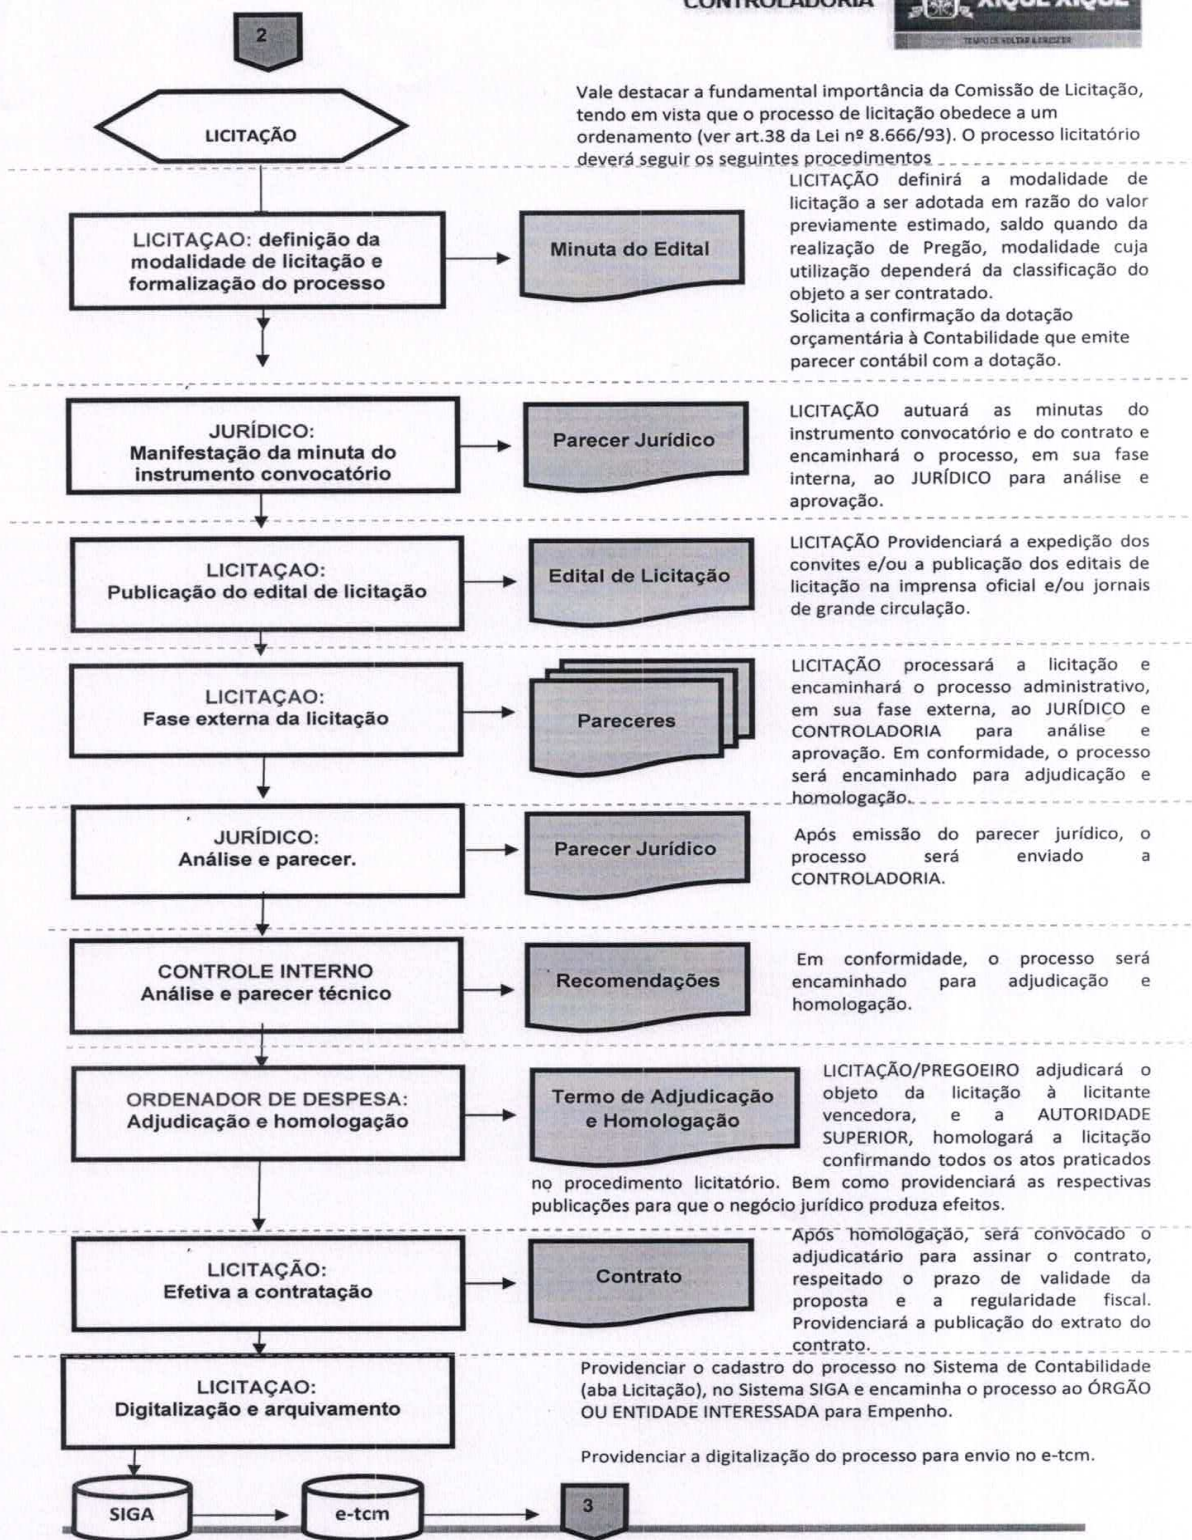 CONTROLADORIA
XIQUE XIQUE
TEMPO DE VOLTAR A CRESCER
2
LICITAÇÃO
Vale destacar a fundamental importância da Comissão de Licitação,
tendo em vista que o processo de licitação obedece a um
ordenamento (ver art.38 da Lei nº 8.666/93). O processo licitatório
deverá seguir os seguintes procedimentos
LICITAÇAO: definição da
modalidade de licitação e
formalização do processo
Minuta do Edital
LICITAÇÃO definirá a modalidade de
licitação a ser adotada em razão do valor
previamente estimado, saldo quando da
realização de Pregão, modalidade cuja
utilização dependerá da classificação do
objeto a ser contratado.
Solicita a confirmação da dotação
orçamentária à Contabilidade que emite
parecer contábil com a dotação.
JURÍDICO:
Manifestação da minuta do
instrumento convocatório
Parecer Jurídico
LICITAÇÃO autuará as minutas do
instrumento convocatório e do contrato e
encaminhará o processo, em sua fase
interna, ao JURÍDICO para análise e
aprovação.
LICITAÇAO:
Publicação do edital de licitação
Edital de Licitação
LICITAÇÃO Providenciará a expedição dos
convites e/ou a publicação dos editais de
licitação na imprensa oficial e/ou jornais
de grande circulação.
LICITAÇAO:
Fase externa da licitação
Pareceres
LICITAÇÃO processará a licitação e
encaminhará o processo administrativo,
em sua fase externa, ao JURÍDICO e
CONTROLADORIA para análise e
aprovação. Em conformidade, o processo
será encaminhado para adjudicação e
homologação.
JURÍDICO:
Análise e parecer.
Parecer Jurídico
Após emissão do parecer jurídico, o
processo será enviado a
CONTROLADORIA.
CONTROLE INTERNO
Análise e parecer técnico
Recomendações
Em conformidade, o processo será
encaminhado para adjudicação e
homologação.
ORDENADOR DE DESPESA:
Adjudicação e homologação
Termo de Adjudicação
e Homologação
LICITAÇÃO/PREGOEIRO adjudicará o
objeto da licitação à licitante
vencedora, e a AUTORIDADE
SUPERIOR, homologará a licitação
confirmando todos os atos praticados
no procedimento licitatório. Bem como providenciará as respectivas
publicações para que o negócio jurídico produza efeitos.
LICITAÇÃO:
Efetiva a contratação
Contrato
Após homologação, será convocado o
adjudicatário para assinar o contrato,
respeitado o prazo de validade da
proposta e a regularidade fiscal.
Providenciará a publicação do extrato do
contrato.
LICITAÇAO:
Digitalização e arquivamento
Providenciar o cadastro do processo no Sistema de Contabilidade
(aba Licitação), no Sistema SIGA e encaminha o processo ao ÓRGÃO
OU ENTIDADE INTERESSADA para Empenho.
Providenciar a digitalização do processo para envio no e-tcm.
SIGA
e-tcm
3